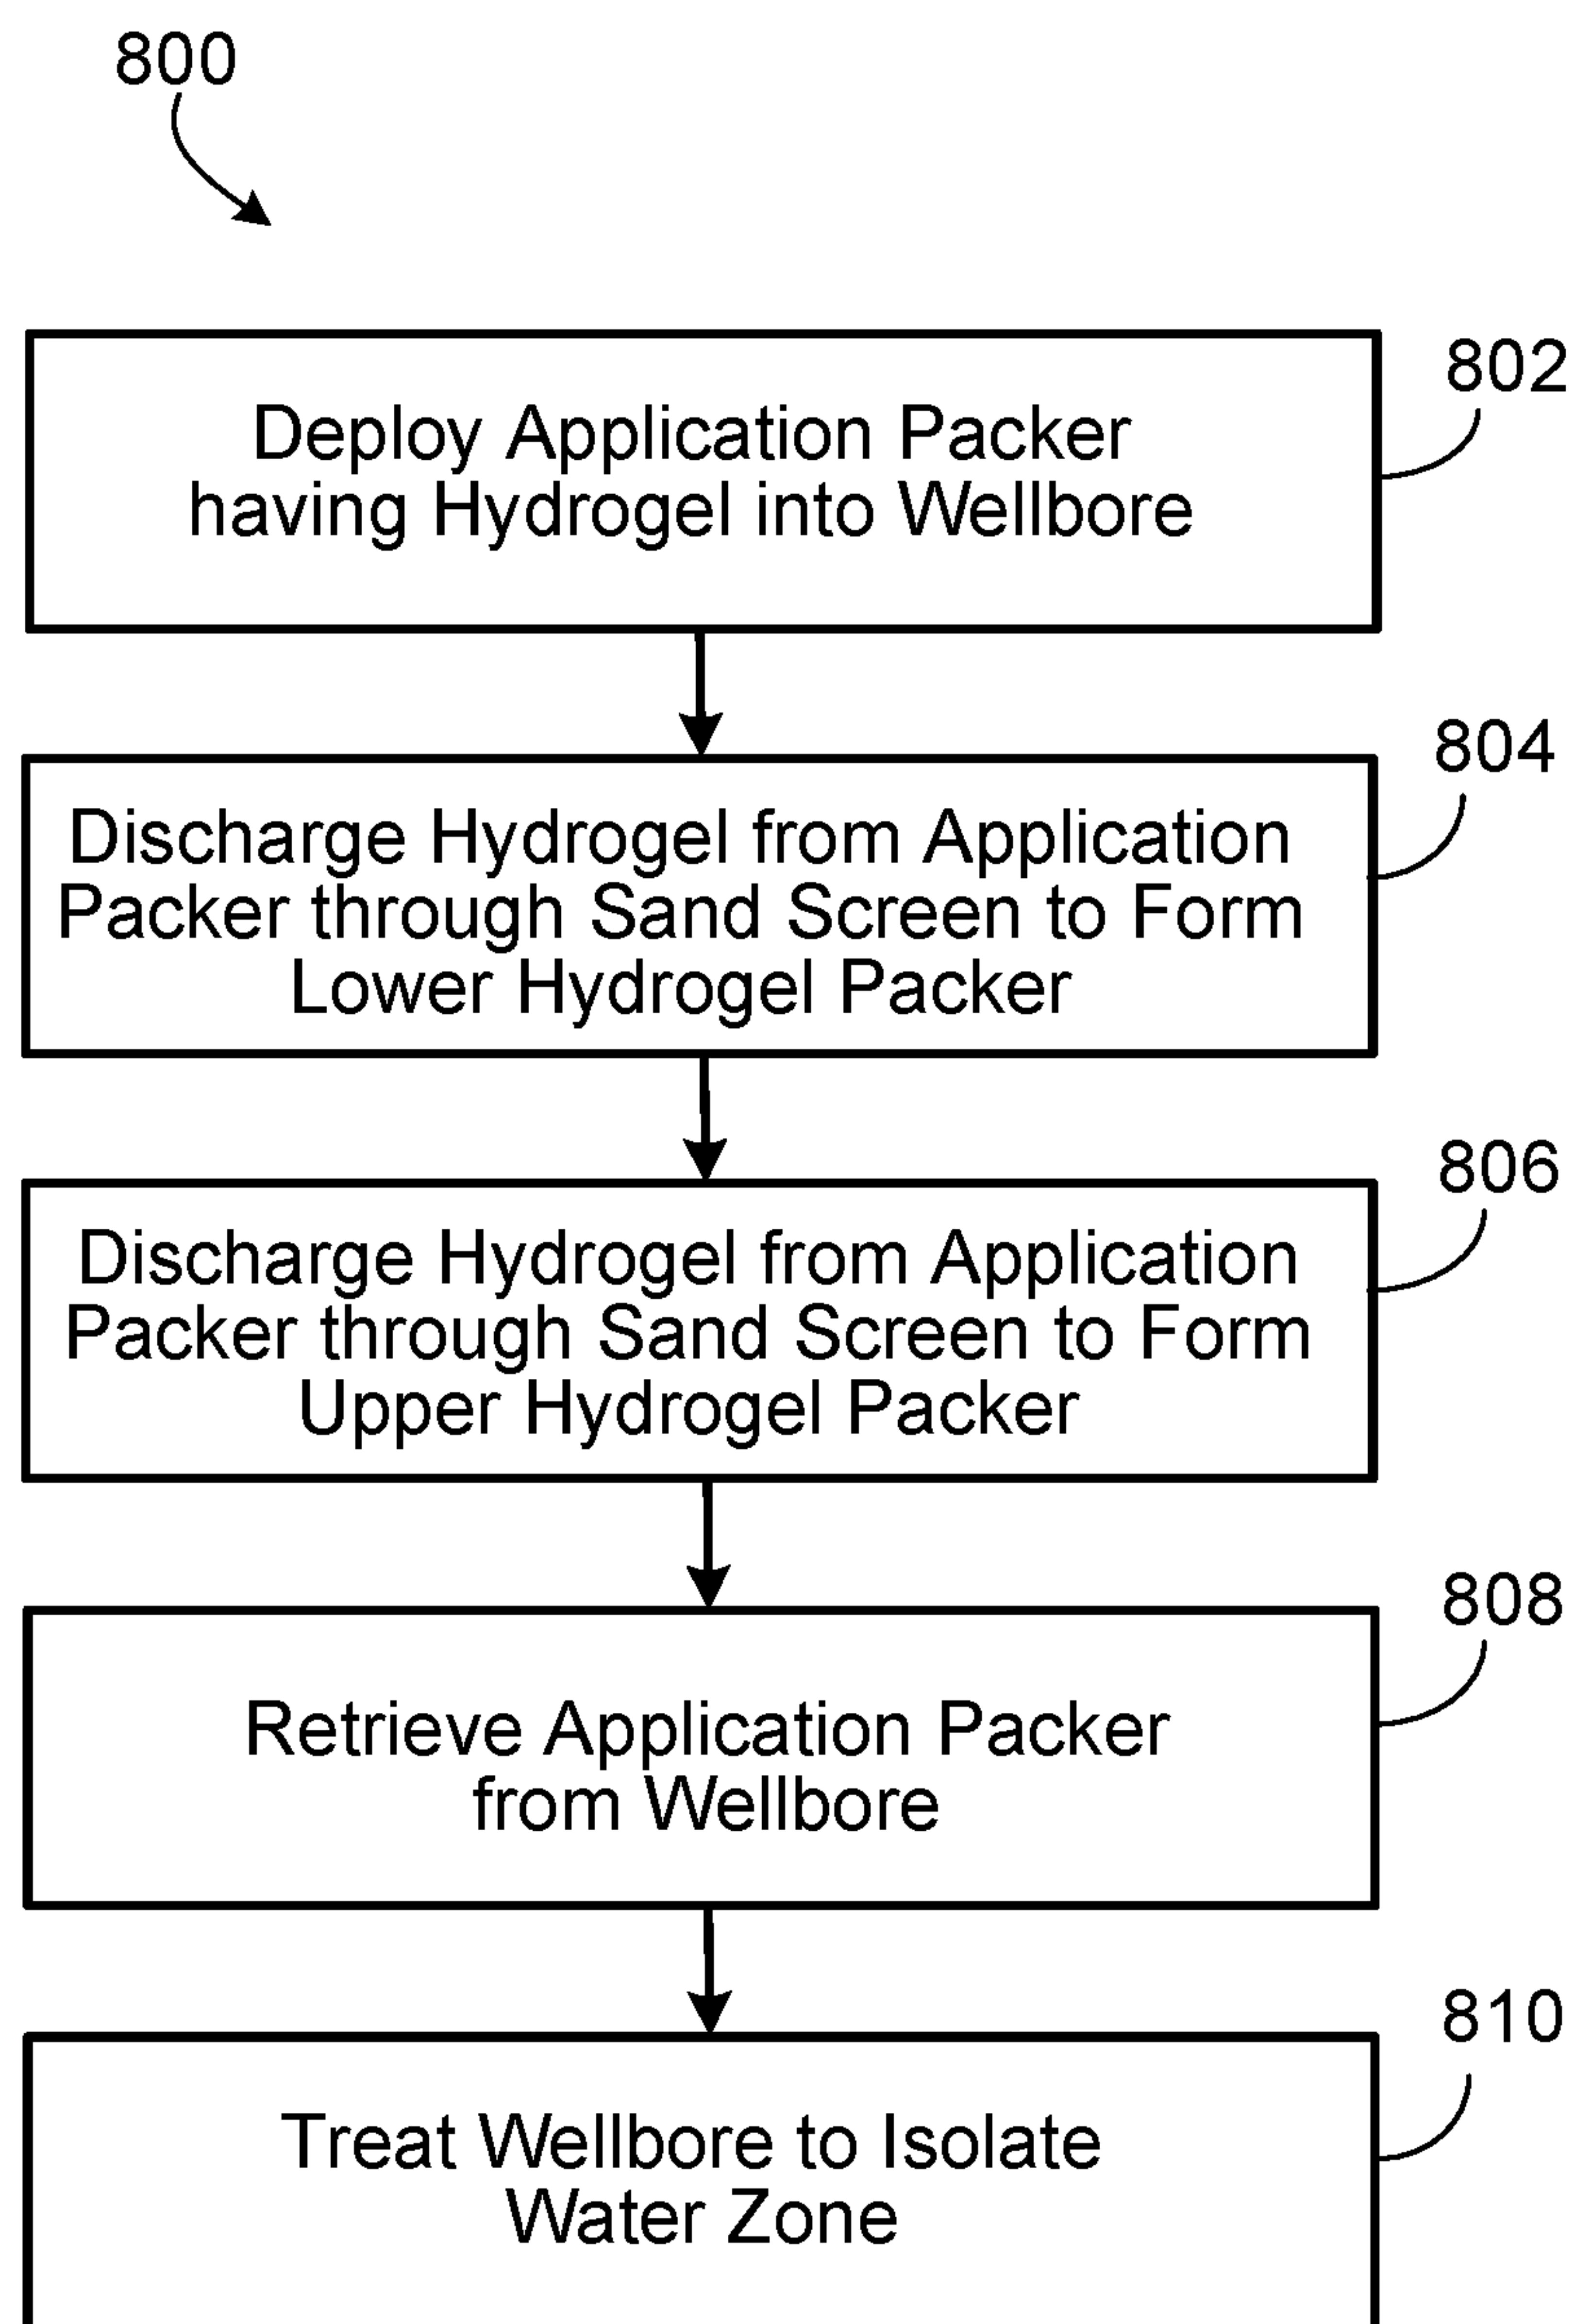 800
802
Deploy Application Packer
having Hydrogel into Wellbore
804
Discharge Hydrogel from Application
Packer through Sand Screen to Form
Lower Hydrogel Packer
806
Discharge Hydrogel from Application
Packer through Sand Screen to Form
Upper Hydrogel Packer
808
Retrieve Application Packer
from Wellbore
810
Treat Wellbore to Isolate
Water Zone